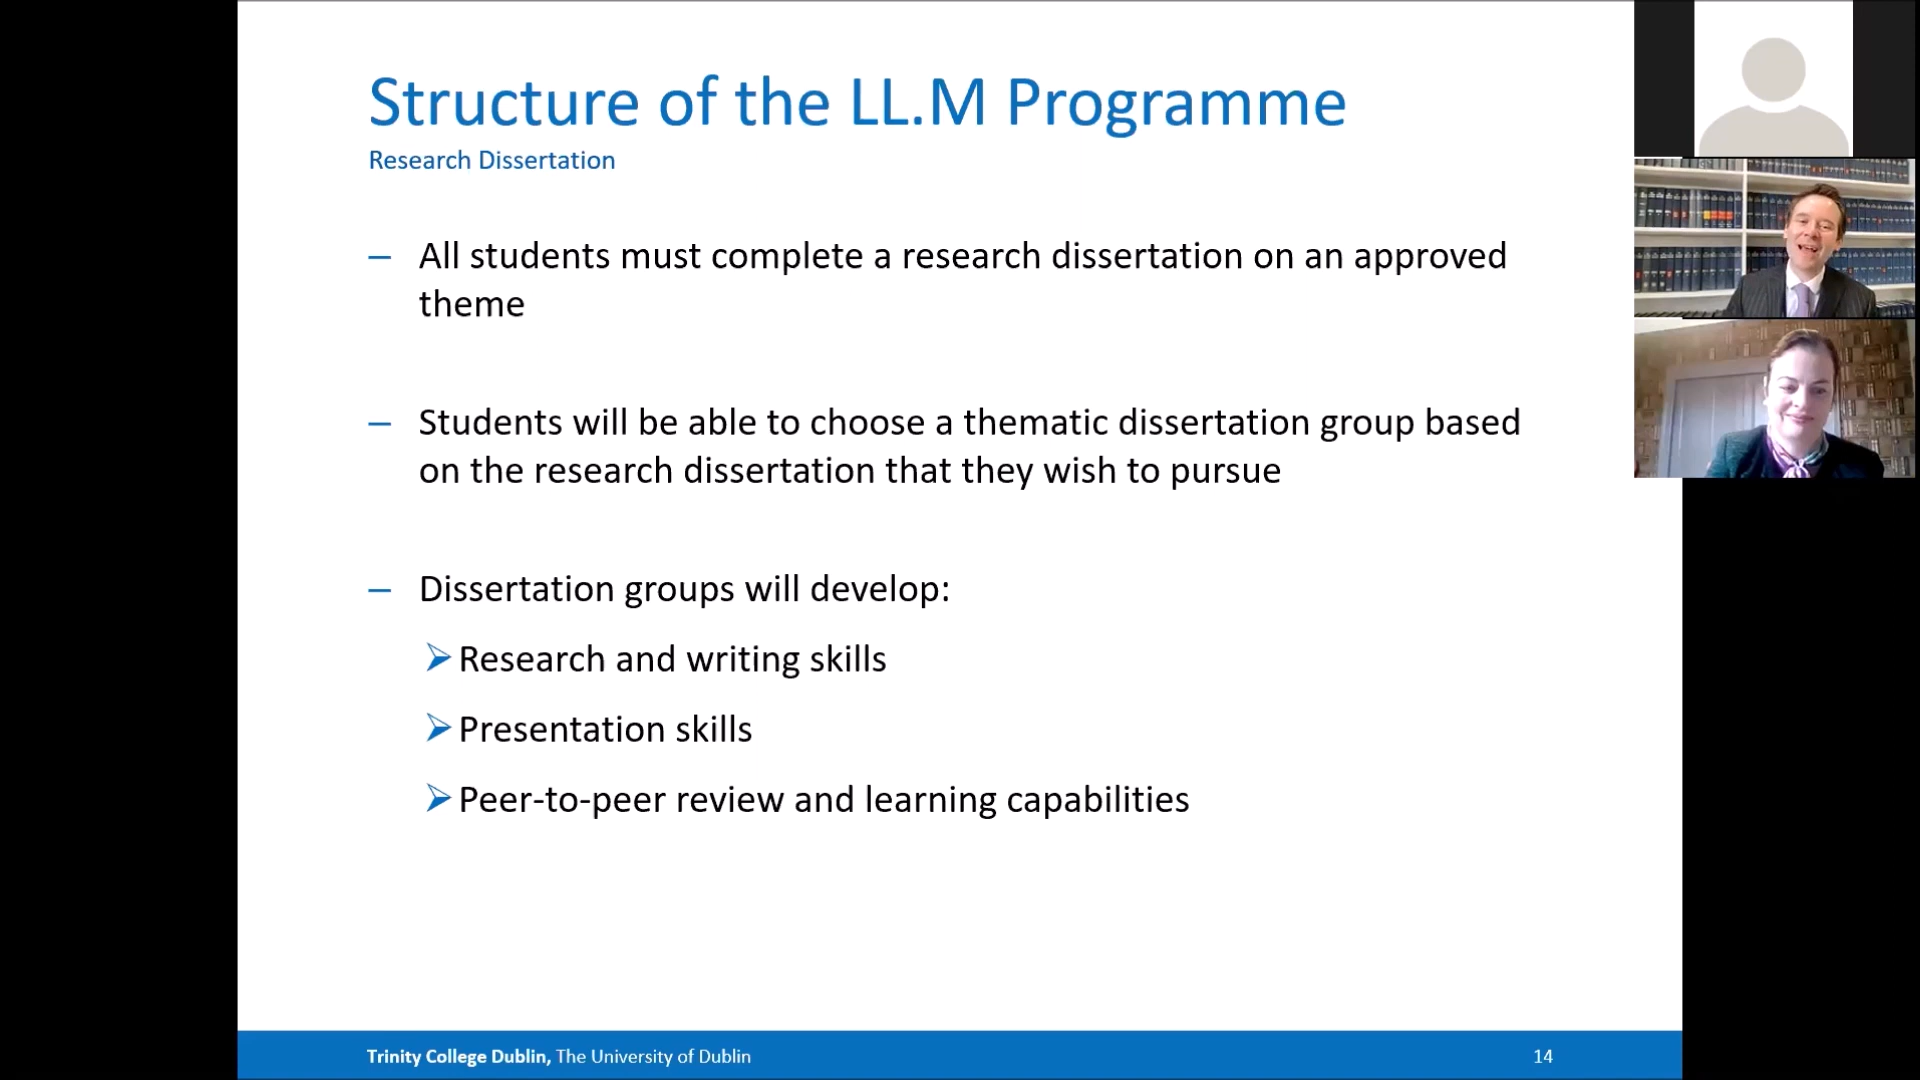 Structure of the LL.M Programme
Research Dissertation
– All students must complete a research dissertation on an approved
theme
– Students will be able to choose a thematic dissertation group based
on the research dissertation that they wish to pursue
– Dissertation groups will develop:
➢ Research and writing skills
➢ Presentation skills
➢ Peer-to-peer review and learning capabilities
Trinity College Dublin, The University of Dublin 14